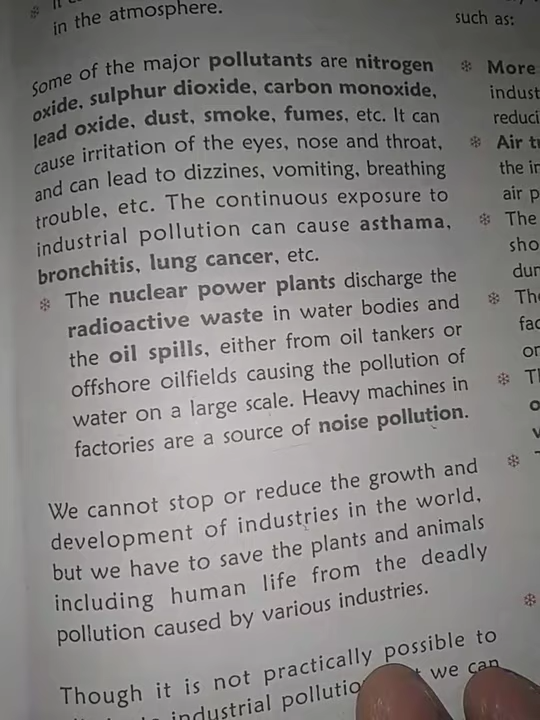 in the atmosphere.
Some of the major pollutants are nitrogen
oxide, sulphur dioxide, carbon monoxide,
lead oxide, dust, smoke, fumes, etc. It can
cause irritation of the eyes, nose and throat,
and can lead to dizzines, vomiting, breathing
trouble, etc. The continuous exposure to
industrial pollution can cause asthama,
bronchitis, lung cancer, etc.
The nuclear power plants discharge the
radioactive waste in water bodies and
the oil spills, either from oil tankers or
offshore oilfields causing the pollution of
water on a large scale. Heavy machines in
factories are a source of noise pollution.
We cannot stop or reduce the growth and
development of industries in the world,
but we have to save the plants and animals
including human life from the deadly
pollution caused by various industries.
Though it is not practically possible to
industrial we can
such as:
More
Air
the
air
The